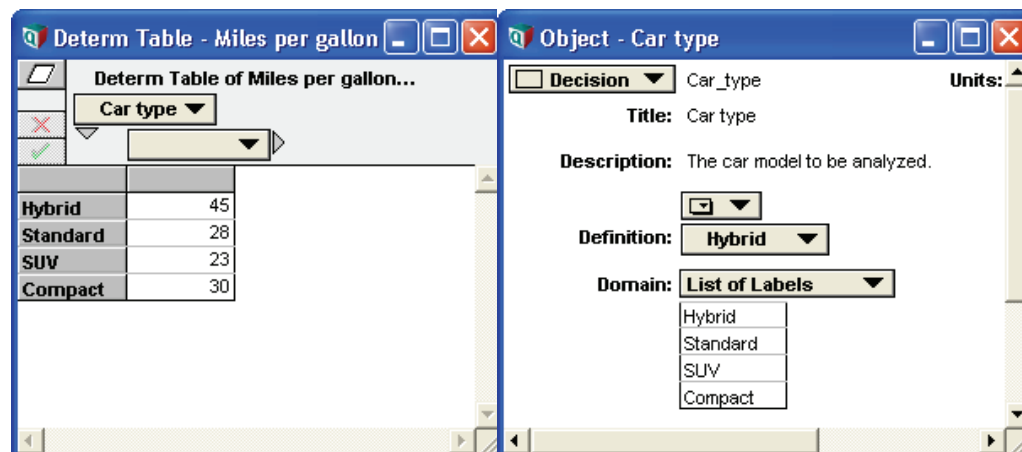 Determ Table - Miles per gallon
Determ Table of Miles per gallon...
Car type
Hybrid 45
Standard 28
SUV 23
Compact 30
Object - Car type
Decision Car_type Units:
Title: Car type
Description: The car model to be analyzed.
Definition: Hybrid
Domain: List of Labels
Hybrid
Standard
SUV
Compact